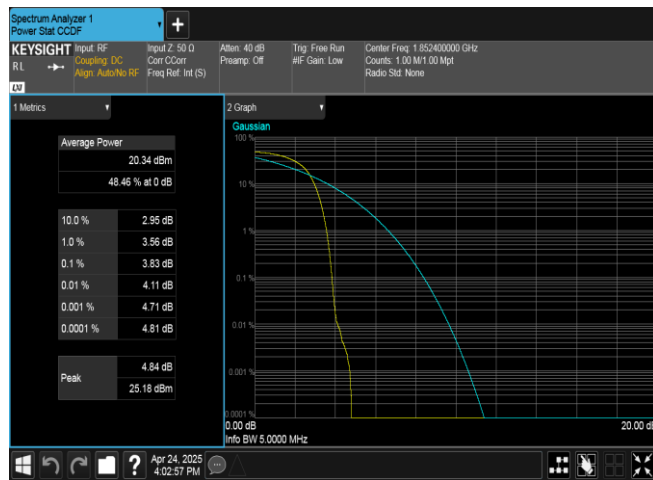 Spectrum Analyzer 1
Power Stat CCDF
KEYSIGHT
Input: RF
Coupling: DC
Align: Auto/No RF
Input Z: 50 Ω
Corr CCorr
Freq Ref: Int (S)
Atten: 40 dB
Preamp: Off
Trig: Free Run
#IF Gain: Low
Center Freq: 1.852400000 GHz
Counts: 1.00 M/1.00 Mpt
Radio Std: None
R L
LXI
1 Metrics
Average Power
20.34 dBm
48.46 % at 0 dB
10.0 % 2.95 dB
1.0 % 3.56 dB
0.1 % 3.83 dB
0.01 % 4.11 dB
0.001 % 4.71 dB
0.0001 % 4.81 dB
Peak
4.84 dB
25.18 dBm
2 Graph
Gaussian
100 %
10 %
1 %
0.1 %
0.01 %
0.001 %
0.0001 %
0.00 dB
20.00 d
Info BW 5.0000 MHz
?
Apr 24, 2025
4:02:57 PM